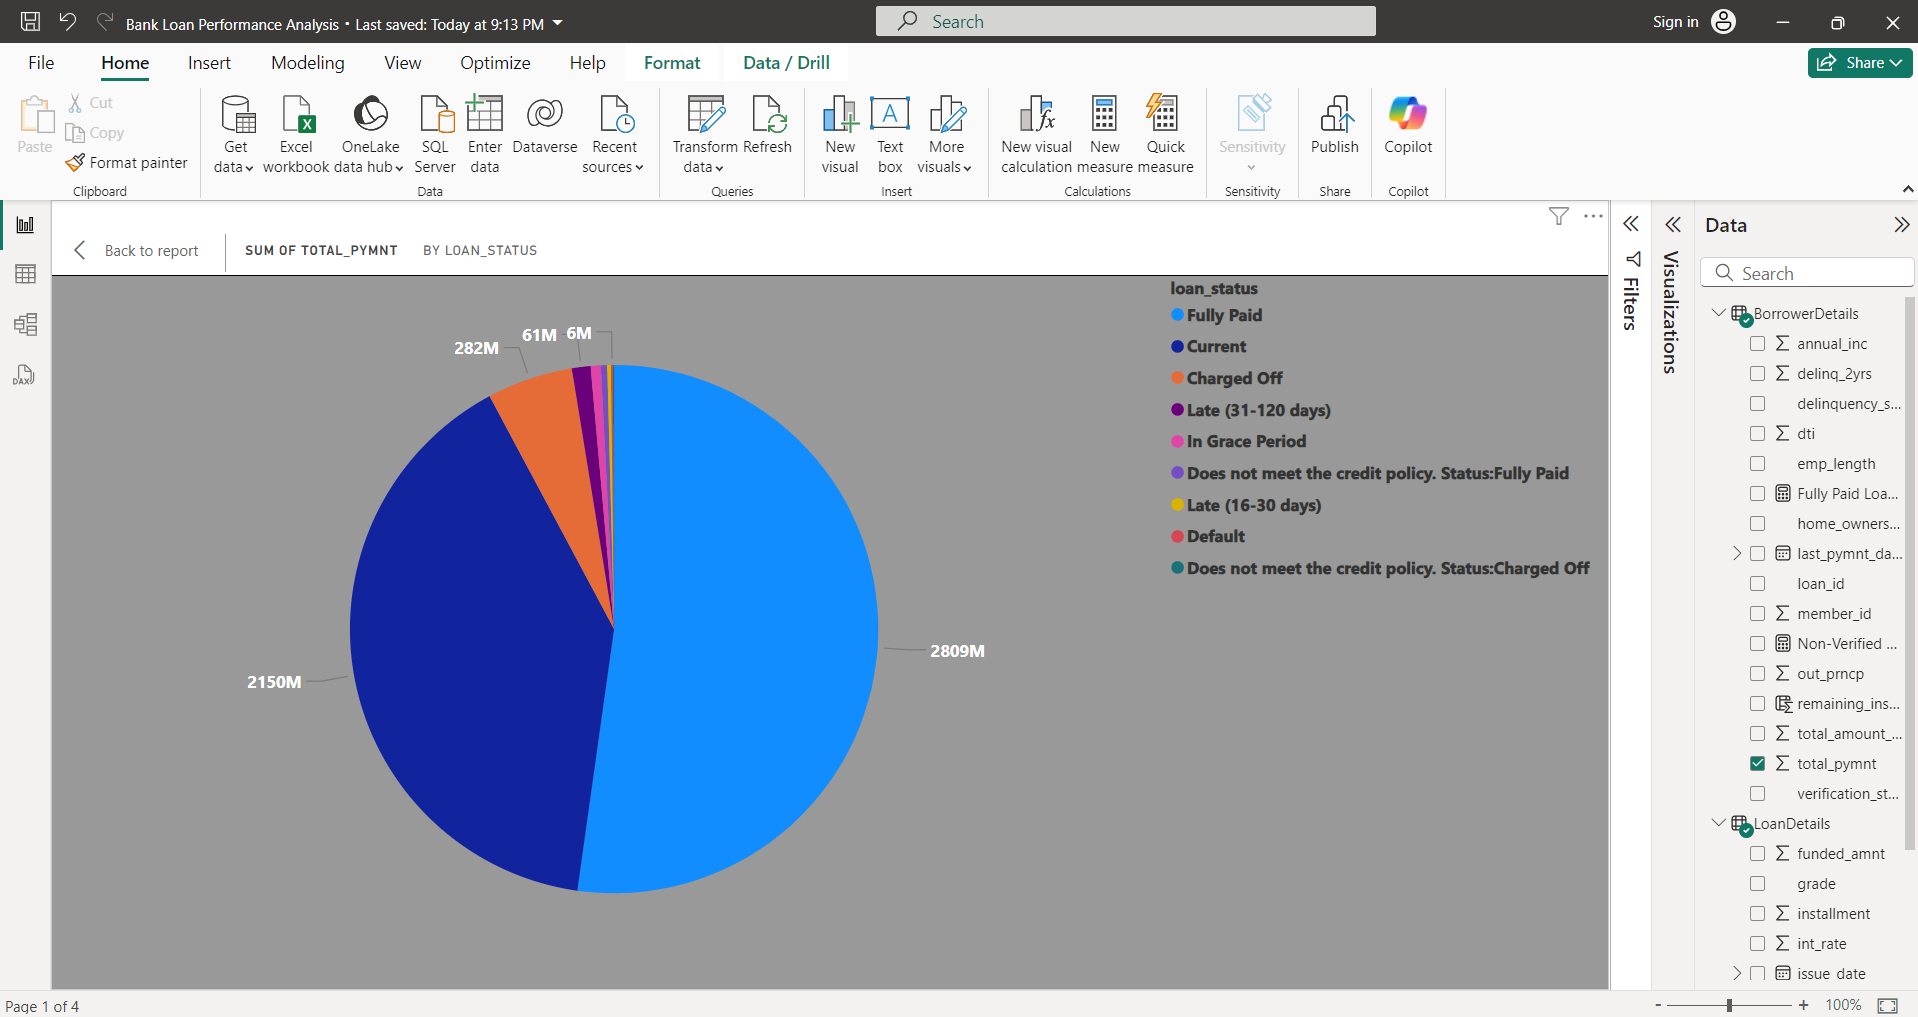 Bank Loan Performance Analysis • Last saved: Today at 9:13 PM
Search
Sign in
File
Home
Insert
Modeling
View
Optimize
Help
Format
Data / Drill
Share
Paste
Cut
Copy
Format painter
Clipboard
Get data
Excel workbook
OneLake data hub
SQL Server
Enter data
Dataverse
Recent sources
Data
Transform data
Refresh
Queries
New visual
Text box
More visuals
Insert
New visual calculation
New measure
Quick measure
Calculations
Sensitivity
Sensitivity
Publish
Share
Copilot
Copilot
Back to report
SUM OF TOTAL_PYMNT
BY LOAN_STATUS
282M
61M
6M
2150M
2809M
loan_status
Fully Paid
Current
Charged Off
Late (31-120 days)
In Grace Period
Does not meet the credit policy. Status:Fully Paid
Late (16-30 days)
Default
Does not meet the credit policy. Status:Charged Off
Filters
Visualizations
Data
Search
BorrowerDetails
annual_inc
delinq_2yrs
delinquency_s...
dti
emp_length
Fully Paid Loa...
home_owners...
last_pymnt_da...
loan_id
member_id
Non-Verified ...
out_prncp
remaining_ins...
total_amount_...
total_pymnt
verification_st...
LoanDetails
funded_amnt
grade
installment
int_rate
issue_date
Page 1 of 4
- + 100%